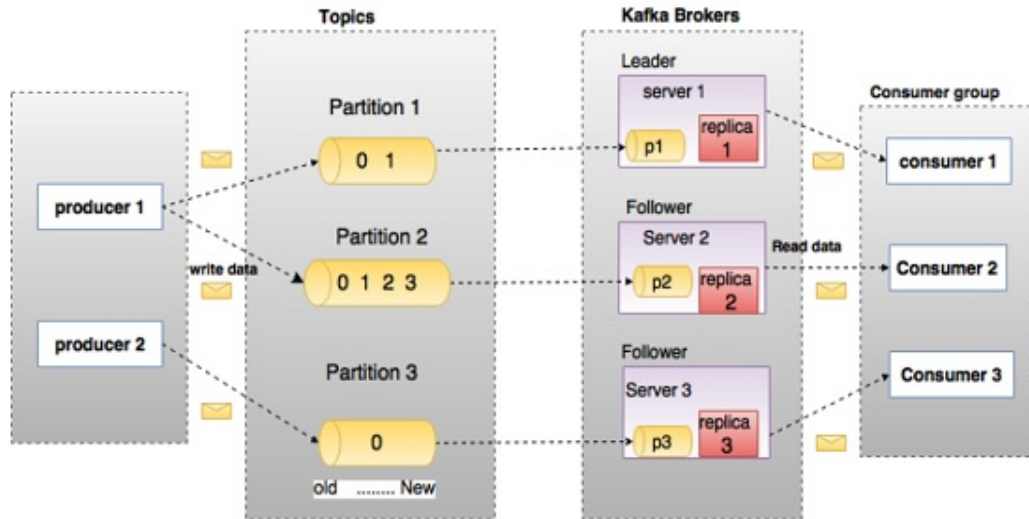 Topics
Kafka Brokers
Leader
server 1
Consumer group
Partition 1
0 1
p1
replica
1
consumer 1
producer 1
Follower
Partition 2
Server 2
Read data
write data
0 1 2 3
p2
replica
2
Consumer 2
producer 2
Follower
Partition 3
Server 3
Consumer 3
0
p3
replica
3
old ........ New